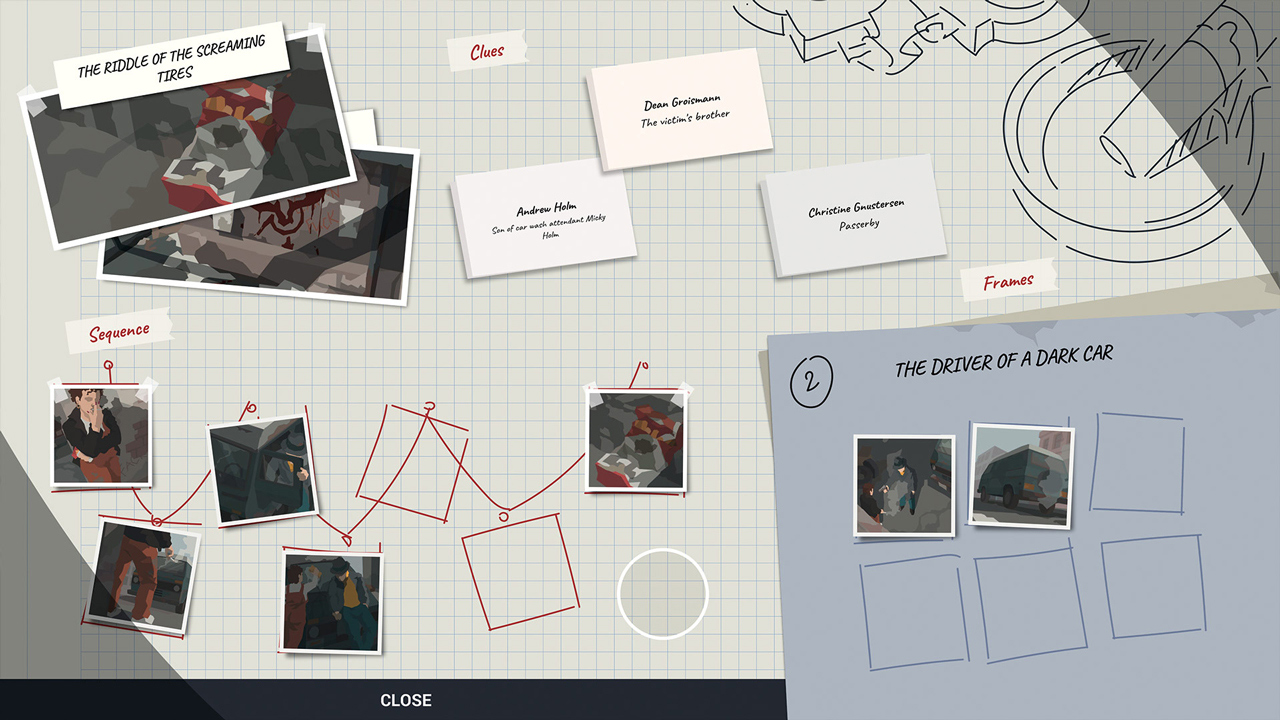 THE RIDDLE OF THE SCREAMING
TIRES
Clues
Dean Groismann
The victim's brother
Andrew Holm
Son of car wash attendant Micky
Holm
Christine Gnustersen
Passerby
Frames
Sequence
2
THE DRIVER OF A DARK CAR
CLOSE